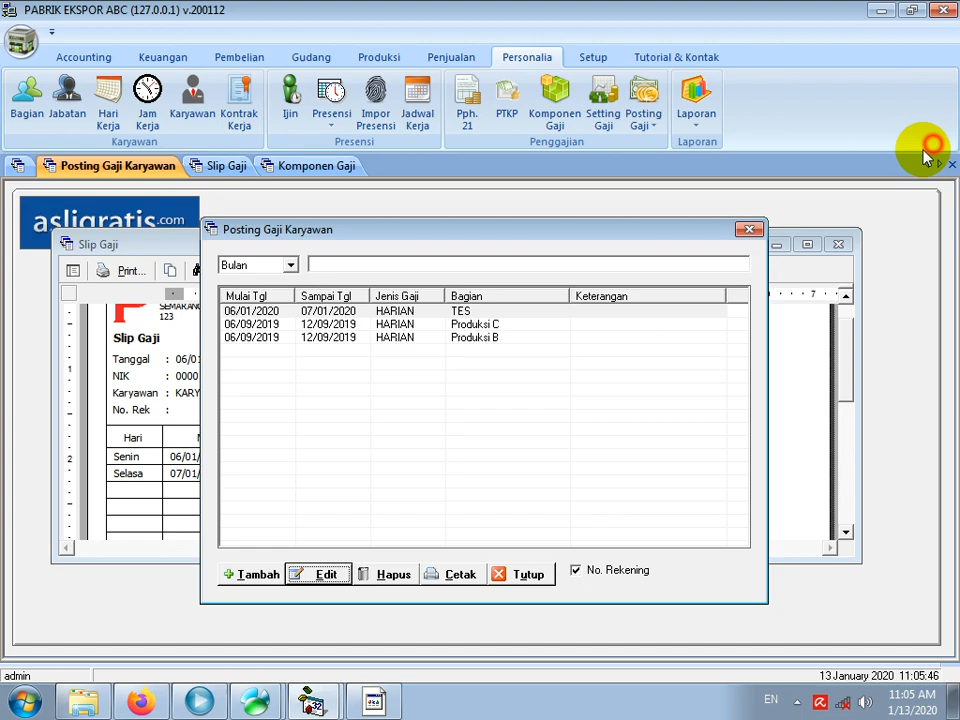 PABRIK EKSPOR ABC (127.0.0.1) v.200112
Accounting Keuangan Pembelian Gudang Produksi Penjualan Personalia Setup Tutorial & Kontak
Bagian Jabatan Hari Kerja Jam Kerja Karyawan Kontrak Kerja Ijin Presensi Impor Presensi Jadwal Kerja Pph. 21 PTKP Komponen Gaji Setting Gaji Posting Gaji Laporan
Karyawan Presensi Penggajian Laporan
Posting Gaji Karyawan Slip Gaji Komponen Gaji
asligratis.com
Slip Gaji
Print...
7
SEMARANG
123
Slip Gaji
Tanggal : 06/01
NIK : 0000
Karyawan : KARY
No. Rek :
Hari
Senin 06/01/
Selasa 07/01/
1
2
Posting Gaji Karyawan
Bulan
Mulai Tgl Sampai Tgl Jenis Gaji Bagian Keterangan
06/01/2020 07/01/2020 HARIAN TES
06/09/2019 12/09/2019 HARIAN Produksi C
06/09/2019 12/09/2019 HARIAN Produksi B
Tambah Edit Hapus Cetak Tutup No. Rekening
admin 13 January 2020 11:05:46
EN 11:05 AM
1/13/2020